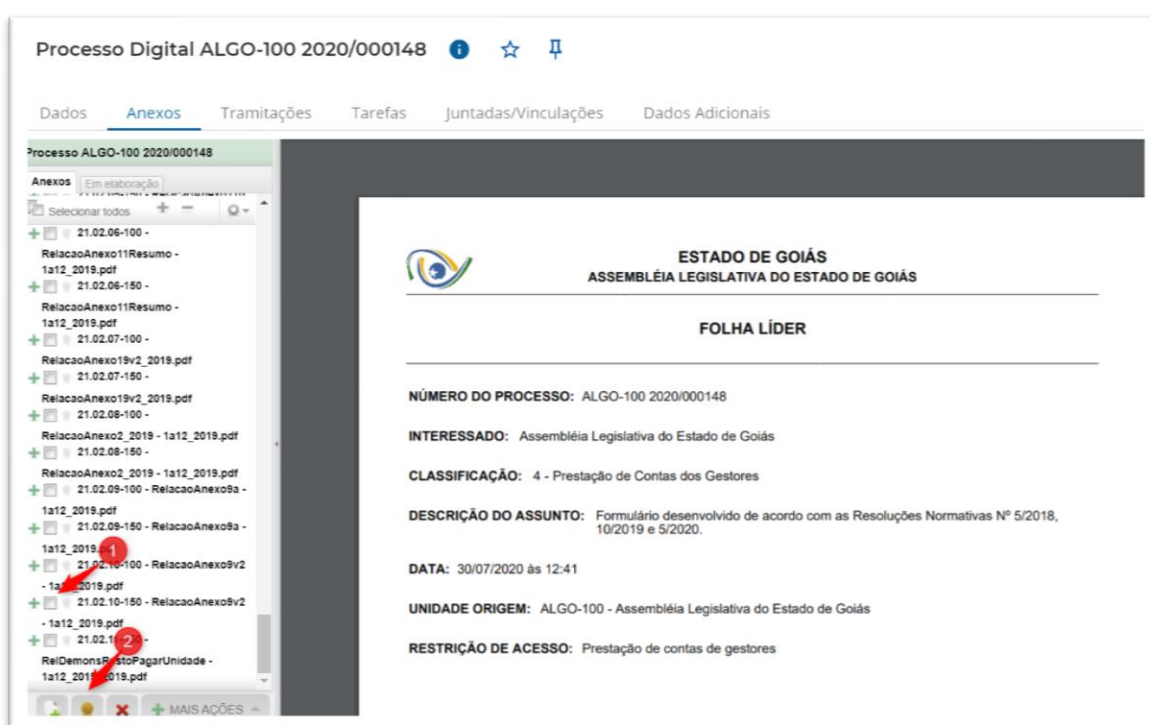 Processo Digital ALGO-100 2020/000148
Dados Anexos Tramitações Tarefas Juntadas/Vinculações Dados Adicionais
Processo ALGO-100 2020/000148
Anexos Em elaboração
Selecionar todos
21.02.06-100 -
RelacaoAnexo11Resumo -
1a12_2019.pdf
21.02.06-150 -
RelacaoAnexo11Resumo -
1a12_2019.pdf
21.02.07-100 -
RelacaoAnexo19v2_2019.pdf
21.02.07-150 -
RelacaoAnexo19v2_2019.pdf
21.02.08-100 -
RelacaoAnexo2_2019 - 1a12_2019.pdf
21.02.08-150 -
RelacaoAnexo2_2019 - 1a12_2019.pdf
21.02.09-100 - RelacaoAnexo9a -
1a12_2019.pdf
21.02.09-150 - RelacaoAnexo9a -
1a12_2019.
1
21.02.10-100 - RelacaoAnexo9v2
2019.pdf
21.02.10-150 - RelacaoAnexo9v2
- 1a12_2019.pdf
2
stoPagarUnidade -
2019.pdf
MAIS AÇÕES
ESTADO DE GOIÁS
ASSEMBLÉIA LEGISLATIVA DO ESTADO DE GOIÁS
FOLHA LÍDER
NÚMERO DO PROCESSO: ALGO-100 2020/000148
INTERESSADO: Assembléia Legislativa do Estado de Goiás
CLASSIFICAÇÃO: 4 - Prestação de Contas dos Gestores
DESCRIÇÃO DO ASSUNTO: Formulário desenvolvido de acordo com as Resoluções Normativas Nº 5/2018,
10/2019 e 5/2020.
DATA: 30/07/2020 às 12:41
UNIDADE ORIGEM: ALGO-100 - Assembléia Legislativa do Estado de Goiás
RESTRIÇÃO DE ACESSO: Prestação de contas de gestores